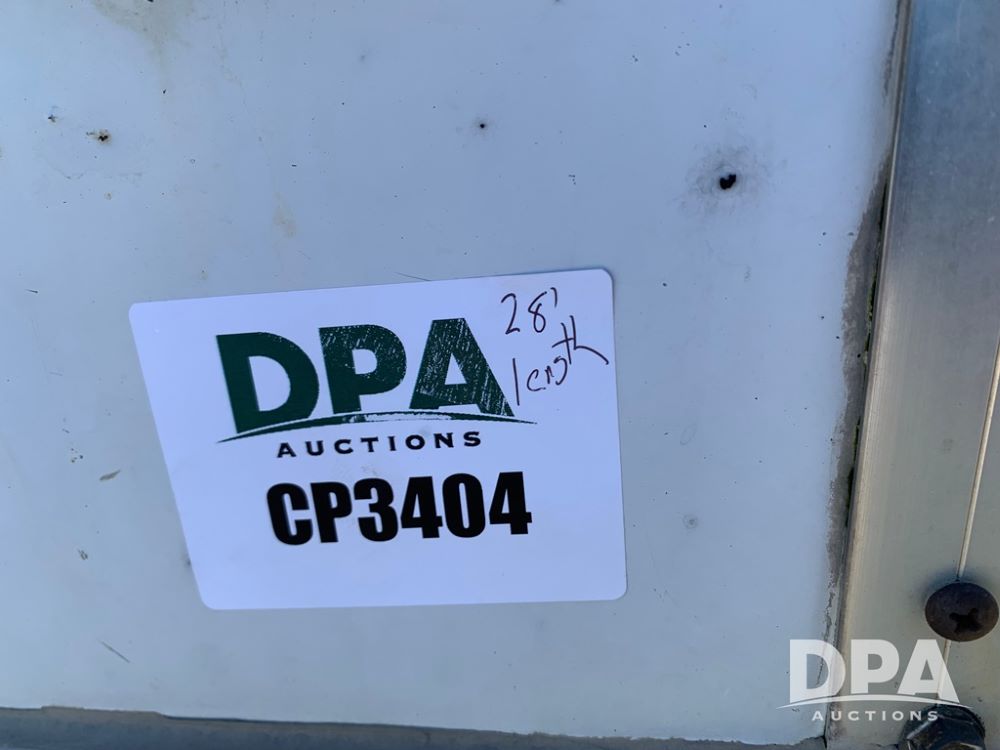 28'
length
DPA
AUCTIONS
CP3404
DPA
AUCTIONS